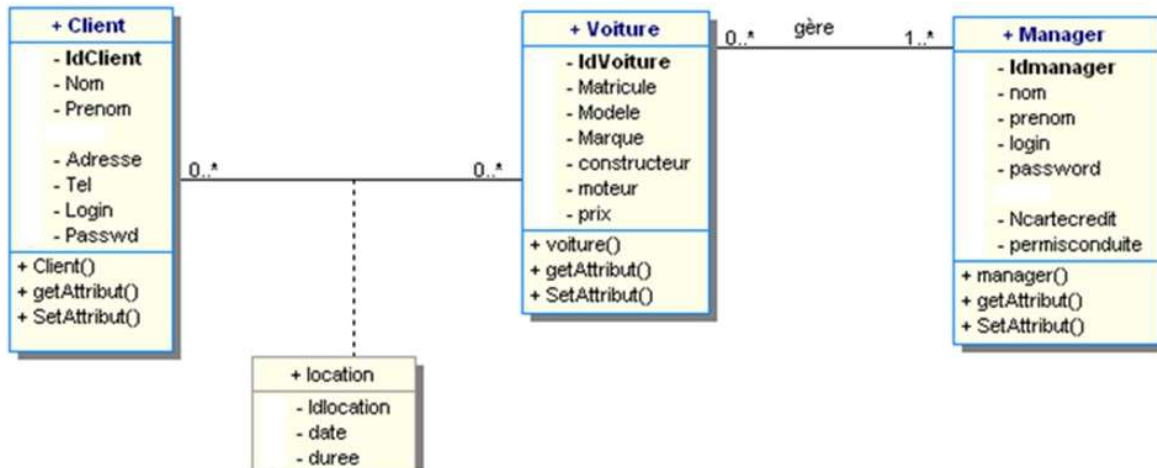 + Client
- IdClient
- Nom
- Prenom
- Adresse
- Tel
- Login
- Passwd
+ Client()
+ getAttribut()
+ SetAttribut()
0..*
0..*
+ Voiture
- IdVoiture
- Matricule
- Modele
- Marque
- constructeur
- moteur
- prix
+ voiture()
+ getAttribut()
+ SetAttribut()
0..* gère 1..*
+ Manager
- Idmanager
- nom
- prenom
- login
- password
- Ncartecredit
- permisconduite
+ manager()
+ getAttribut()
+ SetAttribut()
+ location
- Idlocation
- date
- duree